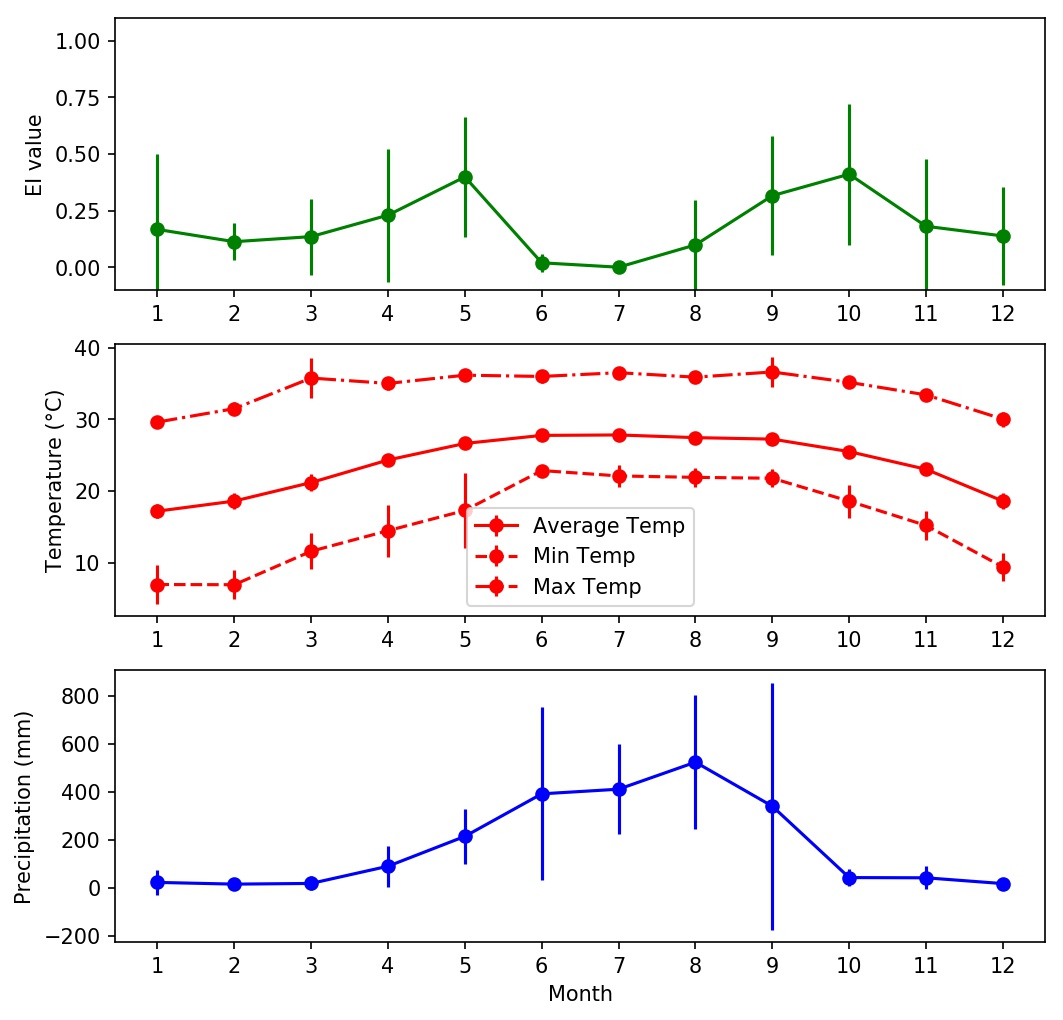 1.00
0.75
0.50
0.25
0.00
EI value
1 2 3 4 5 6 7 8 9 10 11 12
40
30
20
10
Temperature (°C)
Average Temp
Min Temp
Max Temp
1 2 3 4 5 6 7 8 9 10 11 12
800
600
400
200
0
−200
Precipitation (mm)
1 2 3 4 5 6 7 8 9 10 11 12
Month